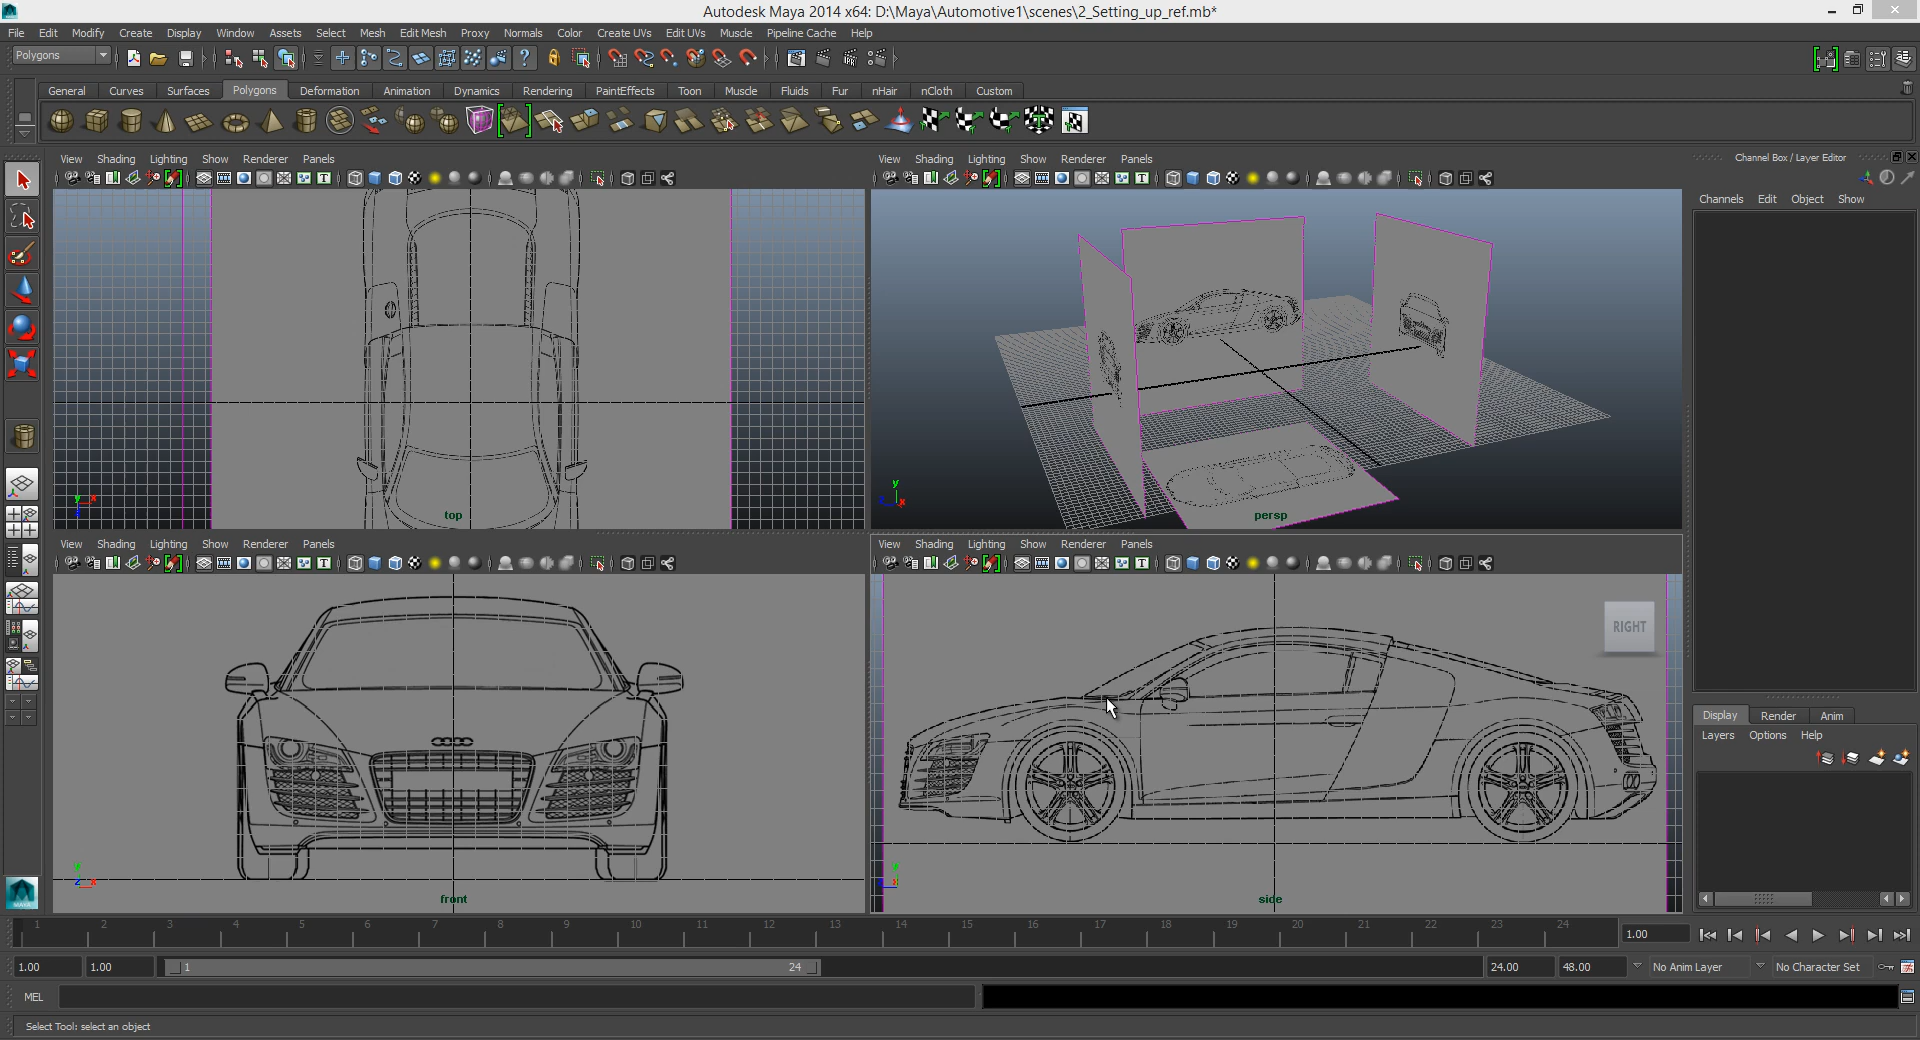 Autodesk Maya 2014 x64: D:\Maya\Automotive1\scenes\2_Setting_up_ref.mb*
File Edit Modify Create Display Window Assets Select Mesh Edit Mesh Proxy Normals Color Create UVs Edit UVs Muscle Pipeline Cache Help
Polygons
General Curves Surfaces Polygons Deformation Animation Dynamics Rendering PaintEffects Toon Muscle Fluids Fur nHair nCloth Custom
View Shading Lighting Show Renderer Panels
View Shading Lighting Show Renderer Panels
Channel Box / Layer Editor
Channels Edit Object Show
top
persp
View Shading Lighting Show Renderer Panels
View Shading Lighting Show Renderer Panels
RIGHT
front
side
Display Render Anim
Layers Options Help
1 2 3 4 5 6 7 8 9 10 11 12 13 14 15 16 17 18 19 20 21 22 23 24
1.00
1.00 1.00 1 24 24.00 48.00 No Anim Layer No Character Set
MEL
Select Tool: select an object